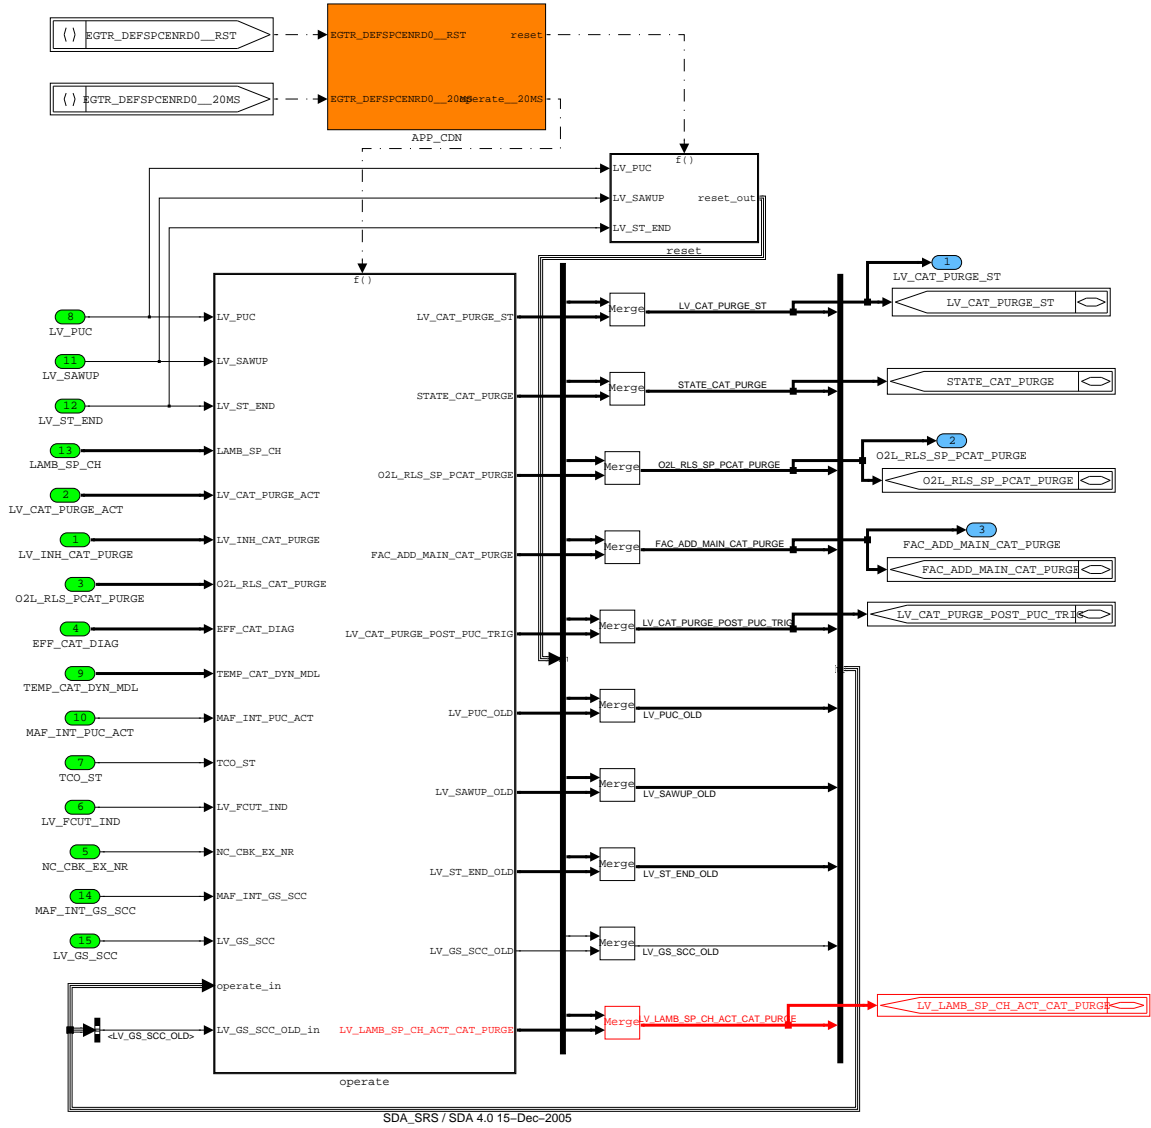 EGTR_DEFSPCENRD0__RST
EGTR_DEFSPCENRD0__RST
reset
EGTR_DEFSPCENRD0__20MS
EGTR_DEFSPCENRD0__20MS
operate__20MS
APP_CDN
f()
LV_PUC
LV_SAWUP
reset_out
LV_ST_END
reset
f()
1
LV_CAT_PURGE_ST
8
LV_PUC
LV_PUC
LV_CAT_PURGE_ST
Merge
LV_CAT_PURGE_ST
LV_CAT_PURGE_ST
11
LV_SAWUP
LV_SAWUP
STATE_CAT_PURGE
Merge
STATE_CAT_PURGE
STATE_CAT_PURGE
12
LV_ST_END
LV_ST_END
13
LAMB_SP_CH
LAMB_SP_CH
O2L_RLS_SP_PCAT_PURGE
Merge
O2L_RLS_SP_PCAT_PURGE
2
O2L_RLS_SP_PCAT_PURGE
O2L_RLS_SP_PCAT_PURGE
2
LV_CAT_PURGE_ACT
LV_CAT_PURGE_ACT
1
LV_INH_CAT_PURGE
LV_INH_CAT_PURGE
FAC_ADD_MAIN_CAT_PURGE
Merge
FAC_ADD_MAIN_CAT_PURGE
3
FAC_ADD_MAIN_CAT_PURGE
FAC_ADD_MAIN_CAT_PURGE
3
O2L_RLS_PCAT_PURGE
O2L_RLS_CAT_PURGE
4
EFF_CAT_DIAG
EFF_CAT_DIAG
LV_CAT_PURGE_POST_PUC_TRIG
Merge
LV_CAT_PURGE_POST_PUC_TRIG
LV_CAT_PURGE_POST_PUC_TRIG
9
TEMP_CAT_DYN_MDL
TEMP_CAT_DYN_MDL
10
MAF_INT_PUC_ACT
MAF_INT_PUC_ACT
LV_PUC_OLD
Merge
LV_PUC_OLD
7
TCO_ST
TCO_ST
6
LV_FCUT_IND
LV_FCUT_IND
LV_SAWUP_OLD
Merge
LV_SAWUP_OLD
5
NC_CBK_EX_NR
NC_CBK_EX_NR
LV_ST_END_OLD
Merge
LV_ST_END_OLD
14
MAF_INT_GS_SCC
MAF_INT_GS_SCC
15
LV_GS_SCC
LV_GS_SCC
LV_GS_SCC_OLD
Merge
LV_GS_SCC_OLD
operate_in
<LV_GS_SCC_OLD>
LV_GS_SCC_OLD_in
LV_LAMB_SP_CH_ACT_CAT_PURGE
Merge
LV_LAMB_SP_CH_ACT_CAT_PURGE
LV_LAMB_SP_CH_ACT_CAT_PURGE
operate
SDA_SRS / SDA 4.0 15-Dec-2005